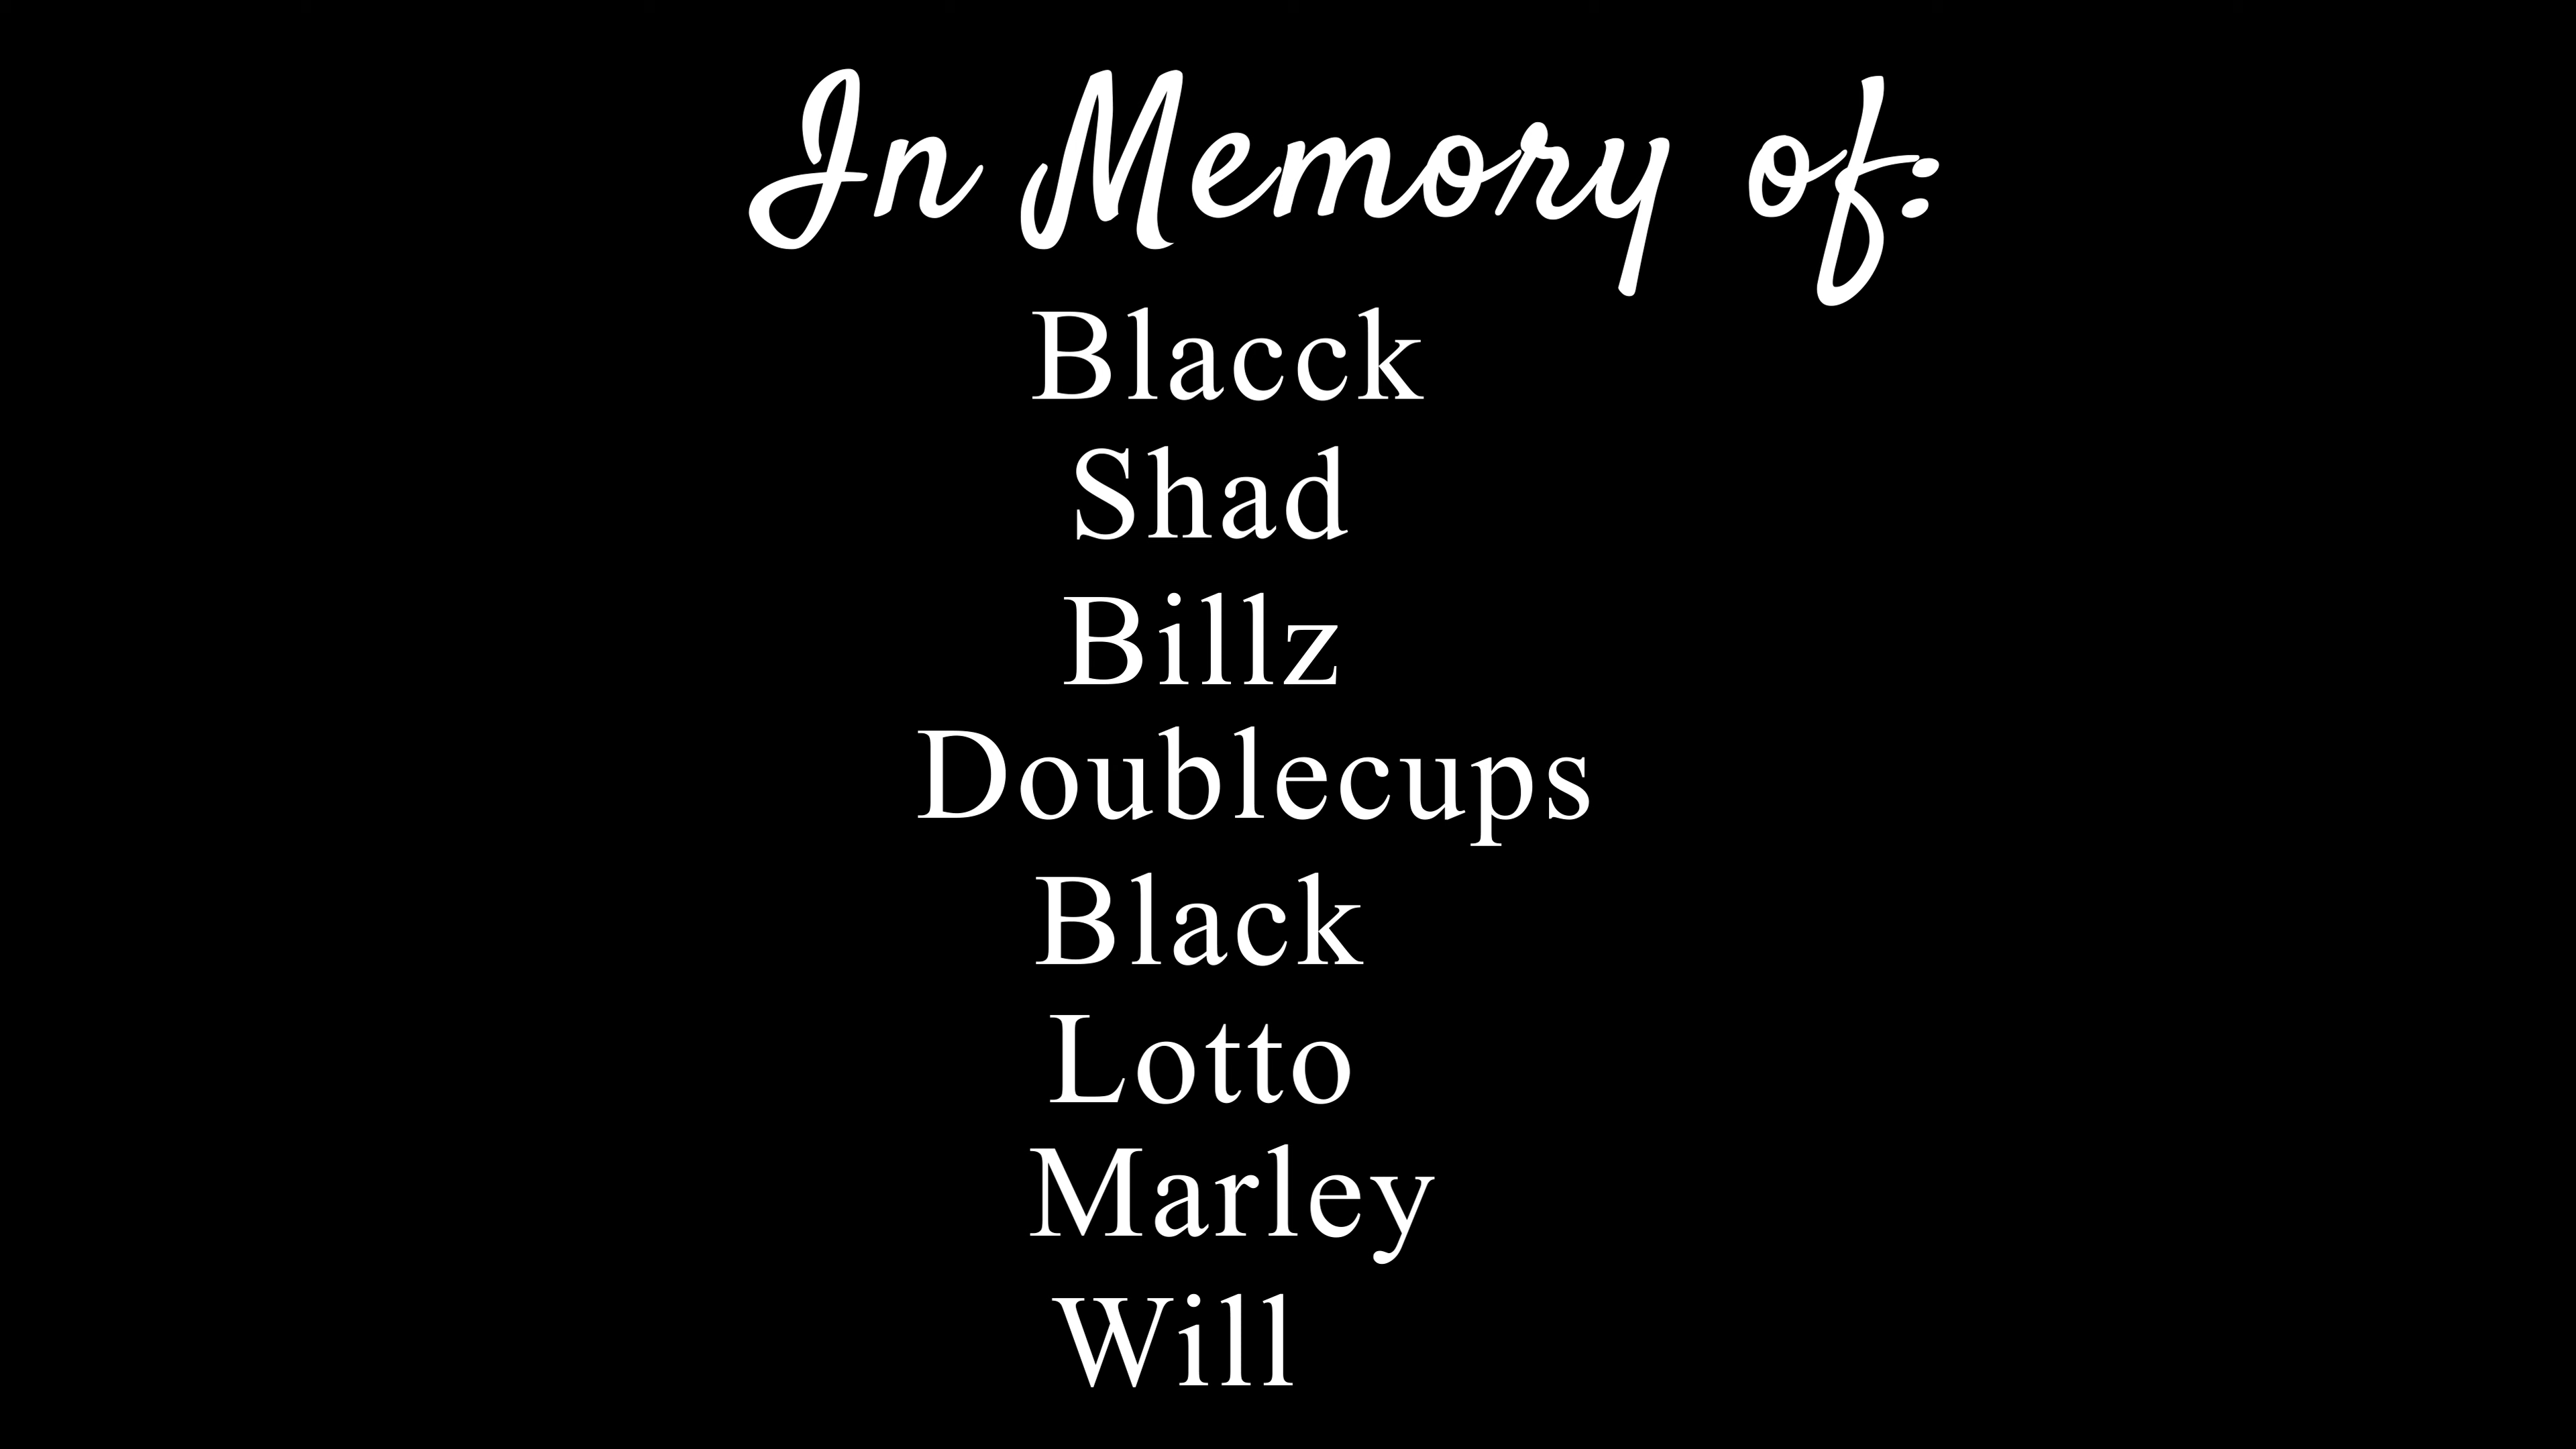 In Memory of:
Blacck
Shad
Billz
Doublecups
Black
Lotto
Marley
Will